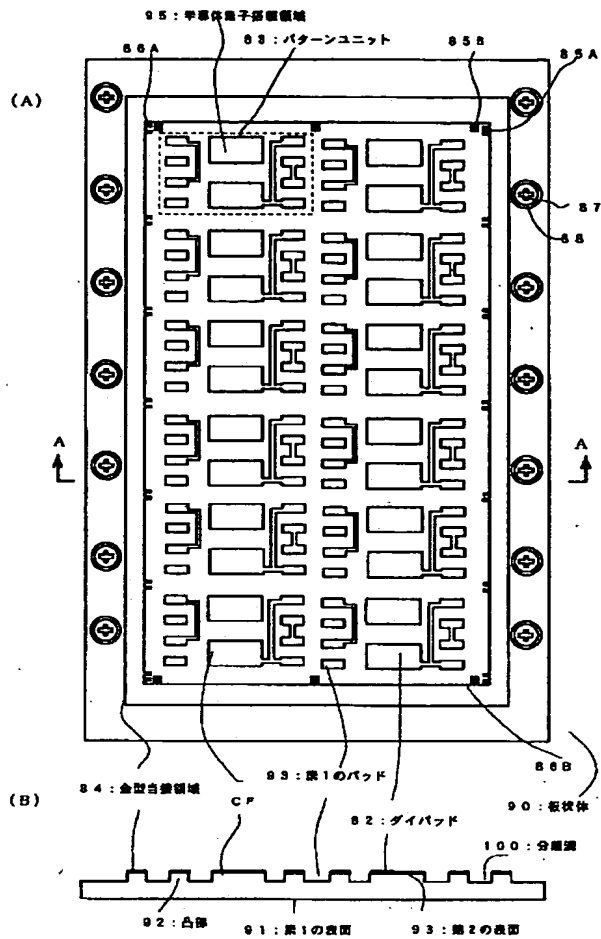 95：半導体素子搭載領域
83：パターンユニット
86A
85B
85A
(A)
87
88
A
A
86B
93：第1のパッド
84：金型当接領域
90：板状体
(B)
CF
82：ダイパッド
100：分離溝
92：凸部
91：第1の表面
93：第2の表面